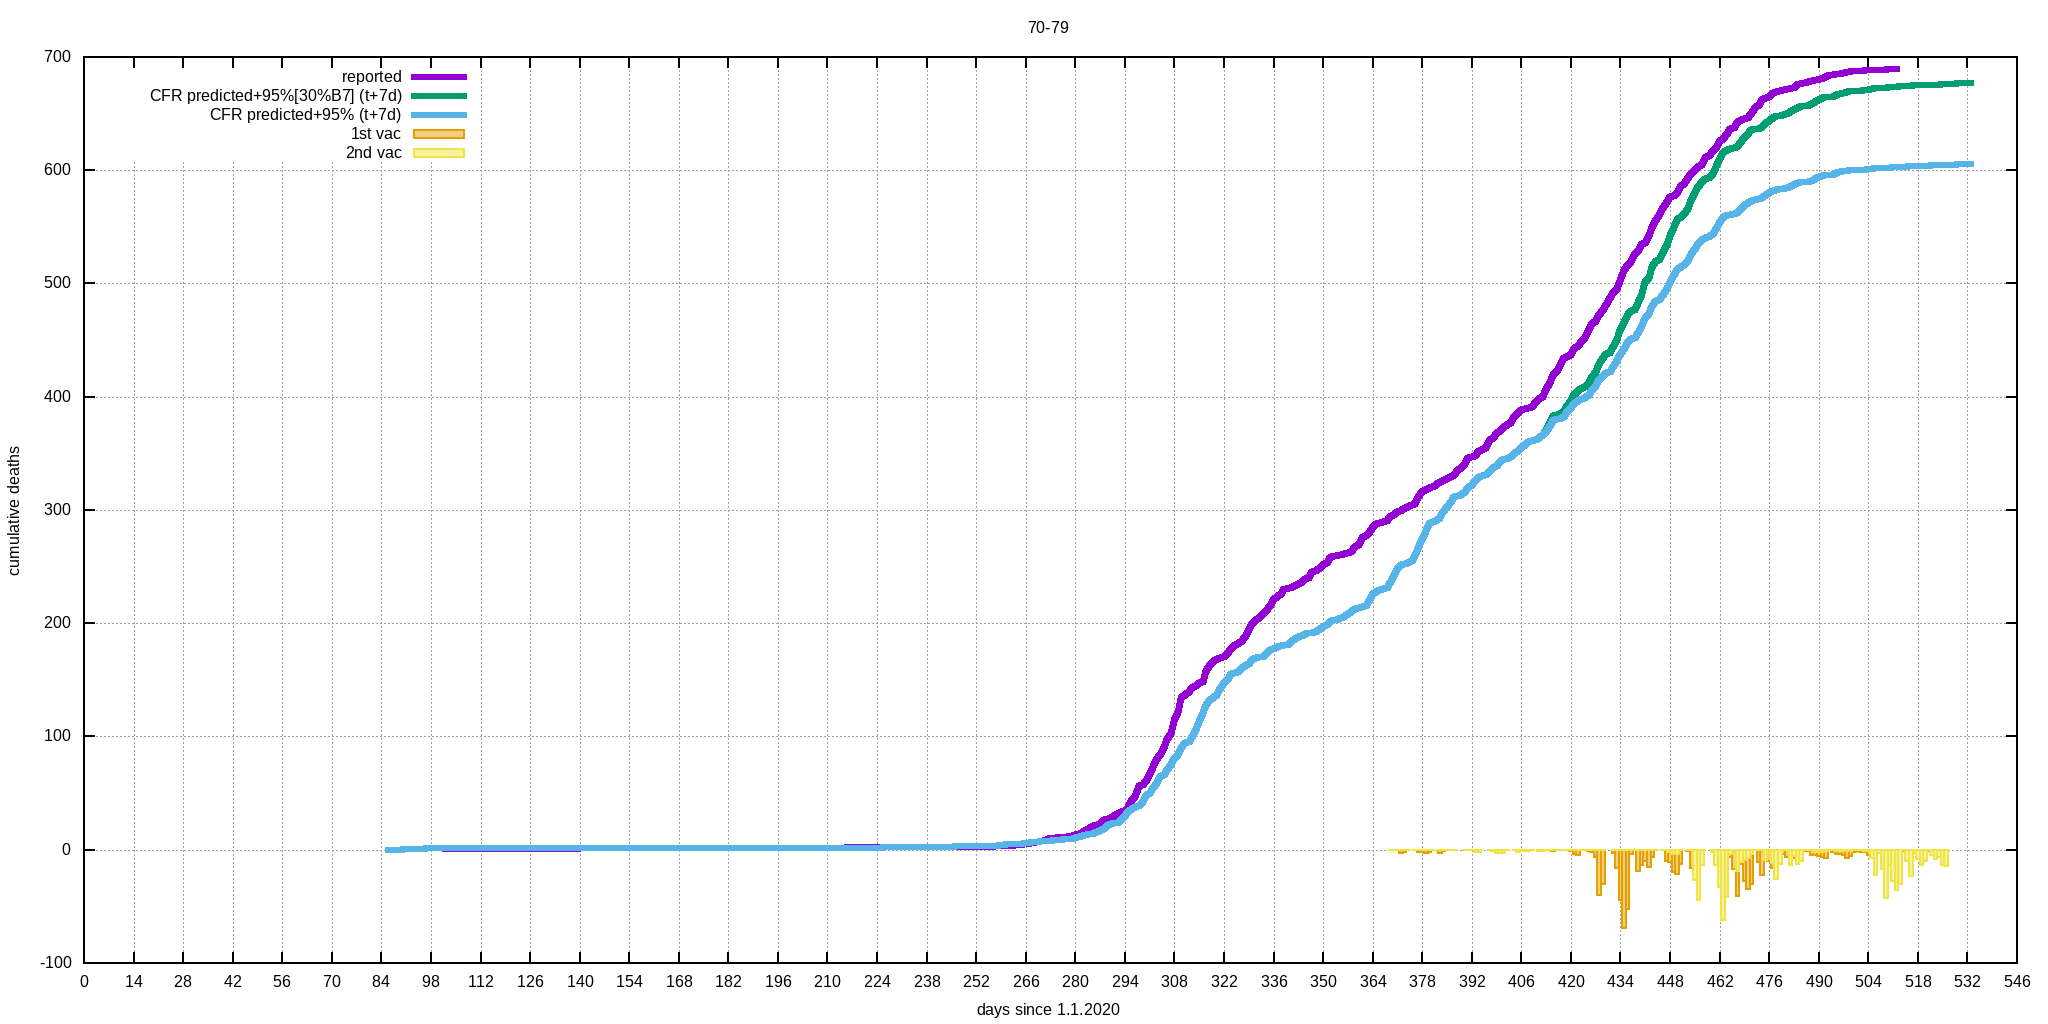 70-79
700
600
500
400
300
200
100
0
-100
reported
CFR predicted+95%[30%B7] (t+7d)
CFR predicted+95% (t+7d)
1st vac
2nd vac
cumulative deaths
0 14 28 42 56 70 84 98 112 126 140 154 168 182 196 210 224 238 252 266 280 294 308 322 336 350 364 378 392 406 420 434 448 462 476 490 504 518 532 546
days since 1.1.2020